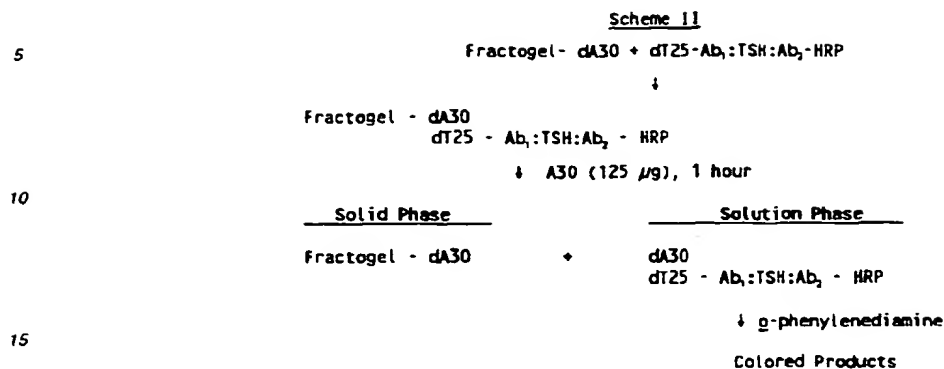 Scheme II
5 Fractogel- dA30 + dT25-Ab₁:TSH:Ab₂-HRP
↓
Fractogel - dA30
dT25 - Ab₁:TSH:Ab₂ - HRP
↓ A30 (125 µg), 1 hour
10
Solid Phase Solution Phase
Fractogel - dA30 + dA30
dT25 - Ab₁:TSH:Ab₂ - HRP
↓ o-phenylenediamine
15
Colored Products